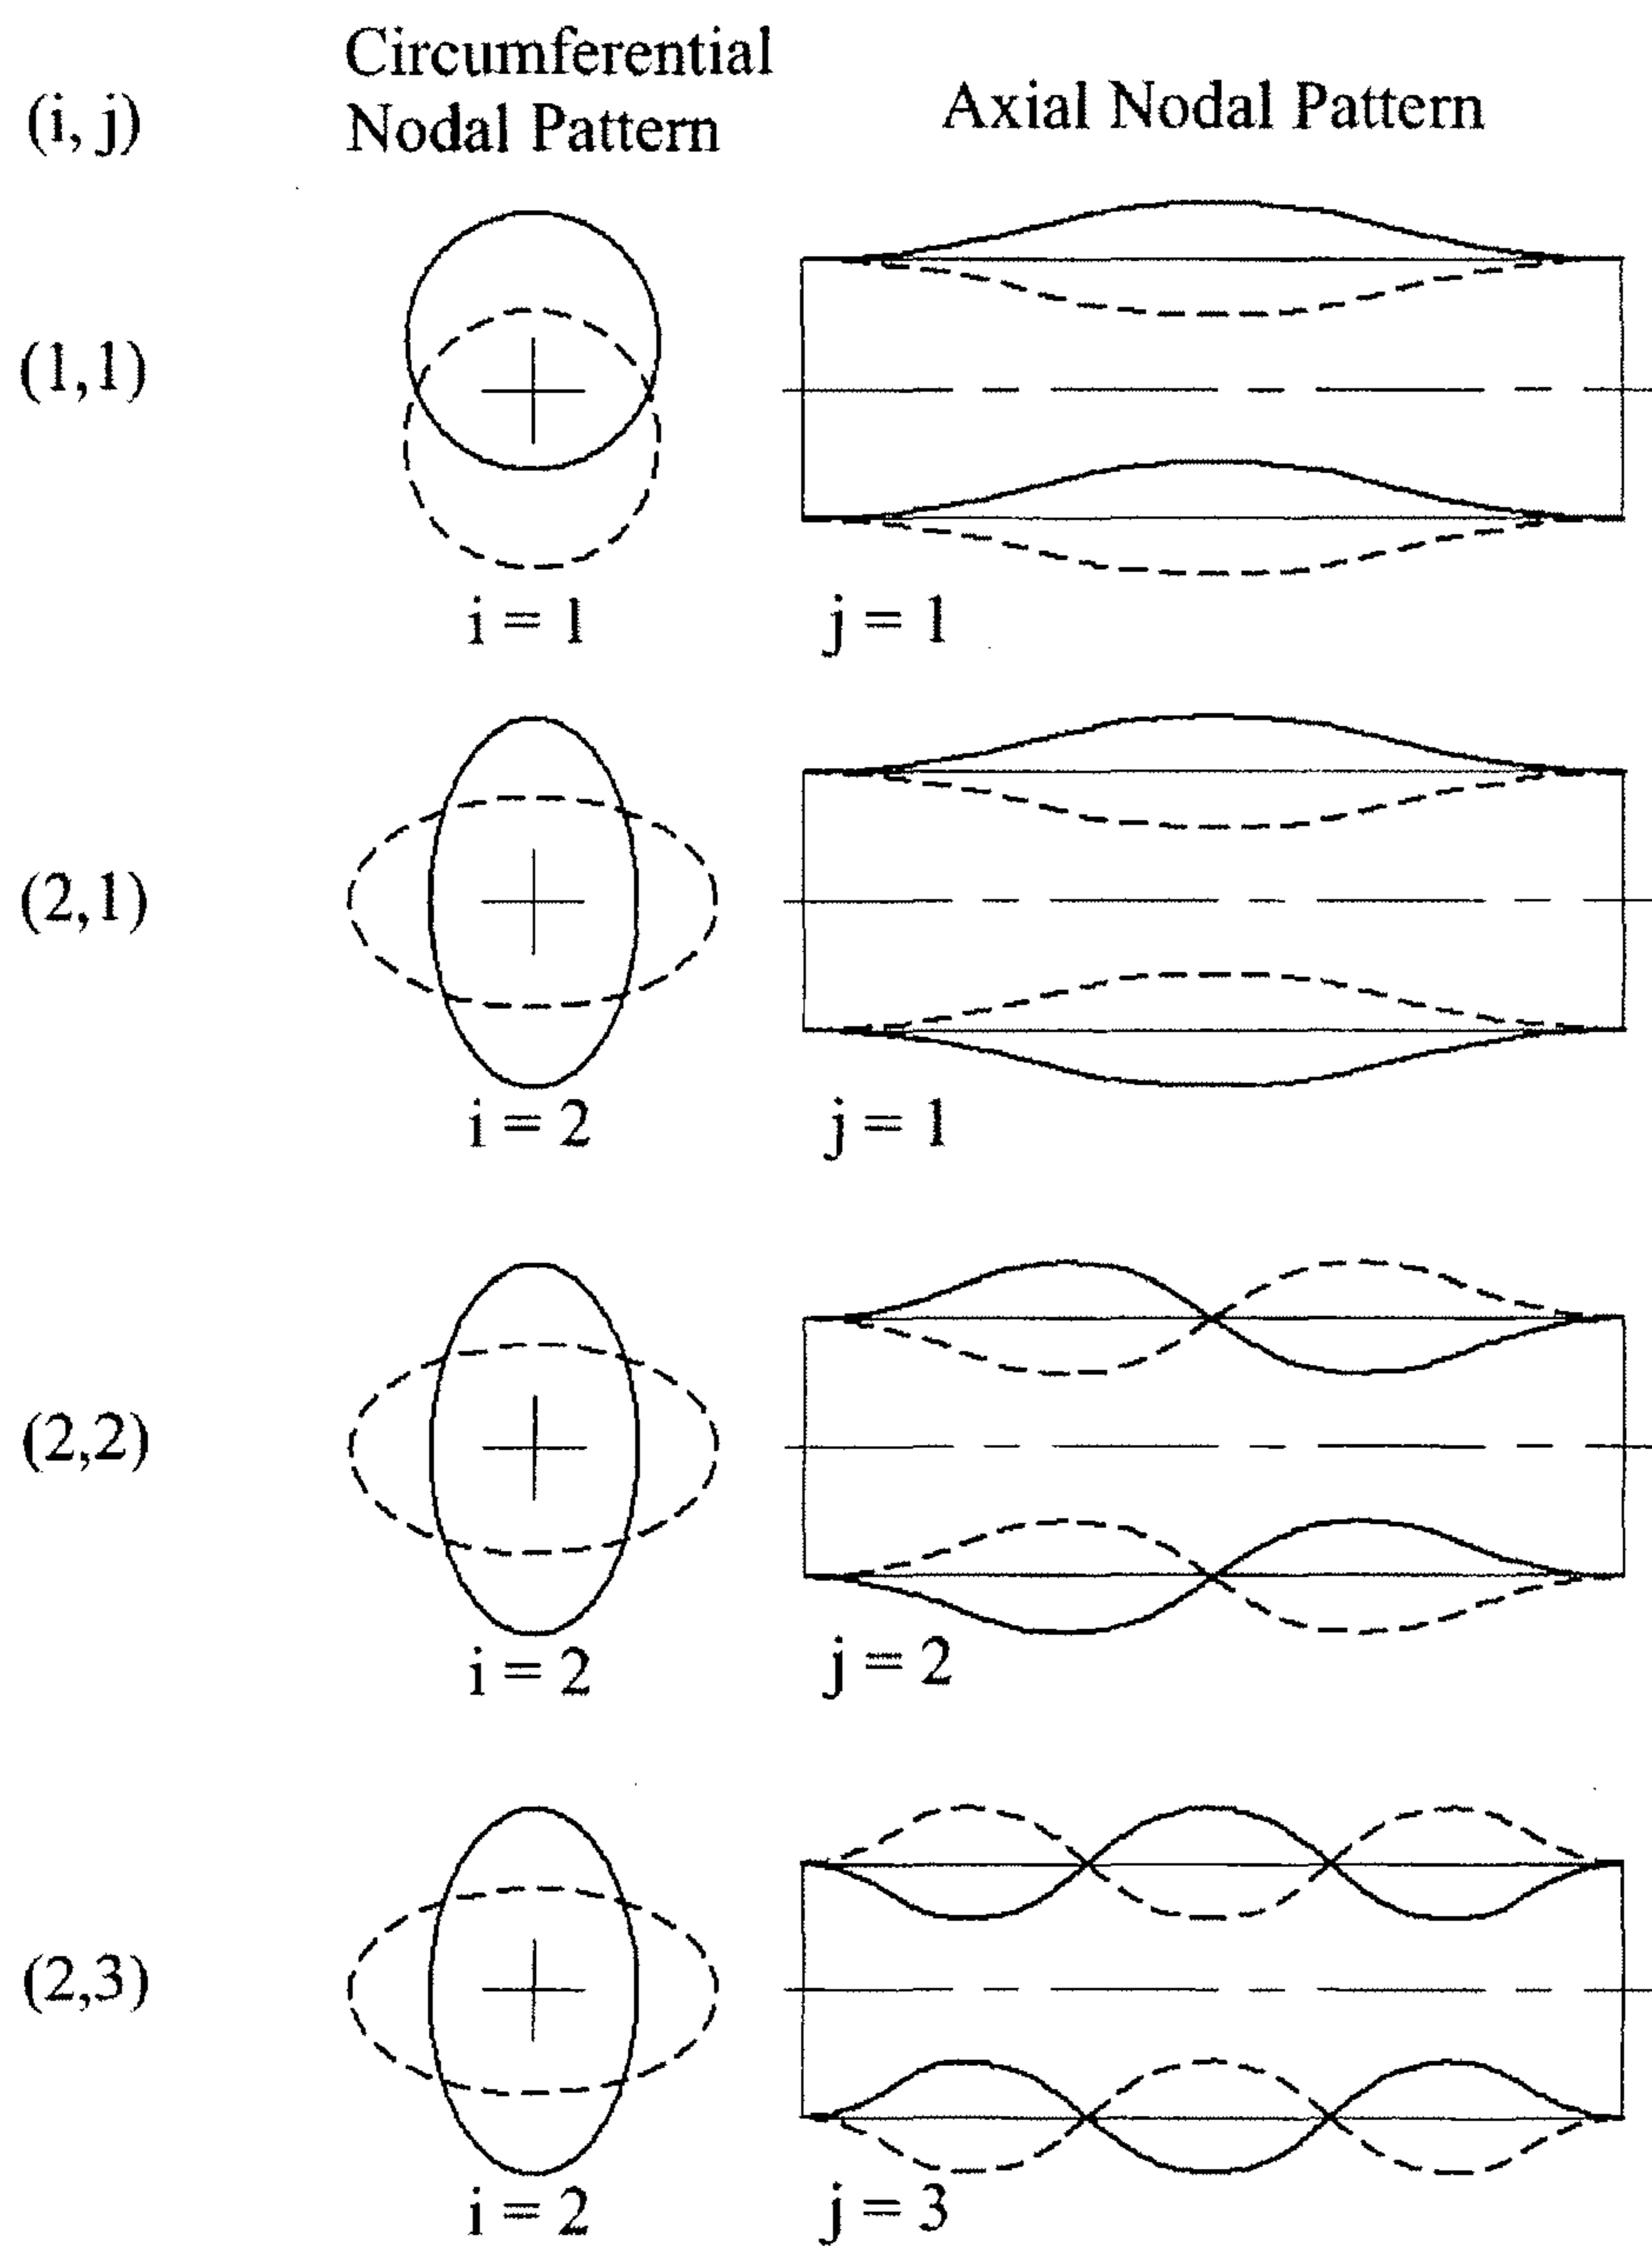 Circumferential
(i, j)
Nodal Pattern
Axial Nodal Pattern
(1,1)
i = 1
j = 1
(2,1)
i = 2
j = 1
(2,2)
i = 2
j = 2
(2,3)
i = 2
j = 3